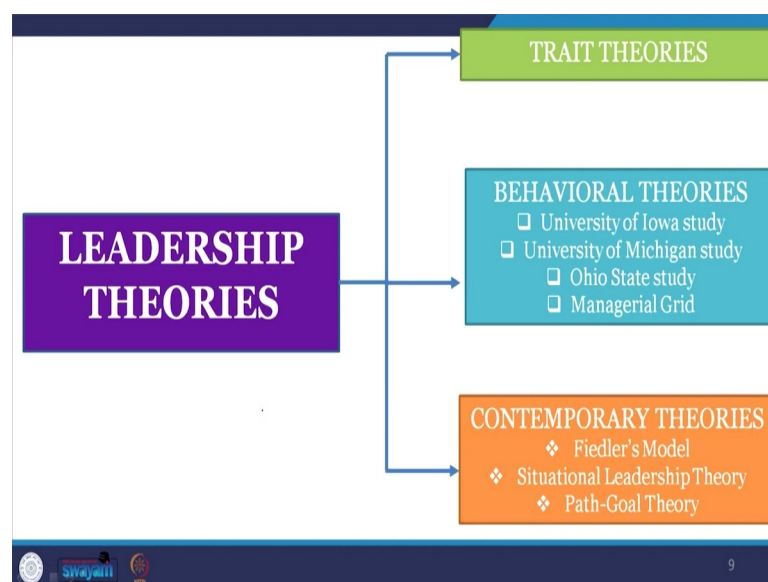 TRAIT THEORIES
LEADERSHIP
THEORIES
BEHAVIORAL THEORIES
❑ University of Iowa study
❑ University of Michigan study
❑ Ohio State study
❑ Managerial Grid
CONTEMPORARY THEORIES
❖ Fiedler's Model
❖ Situational Leadership Theory
❖ Path-Goal Theory
swayam
9